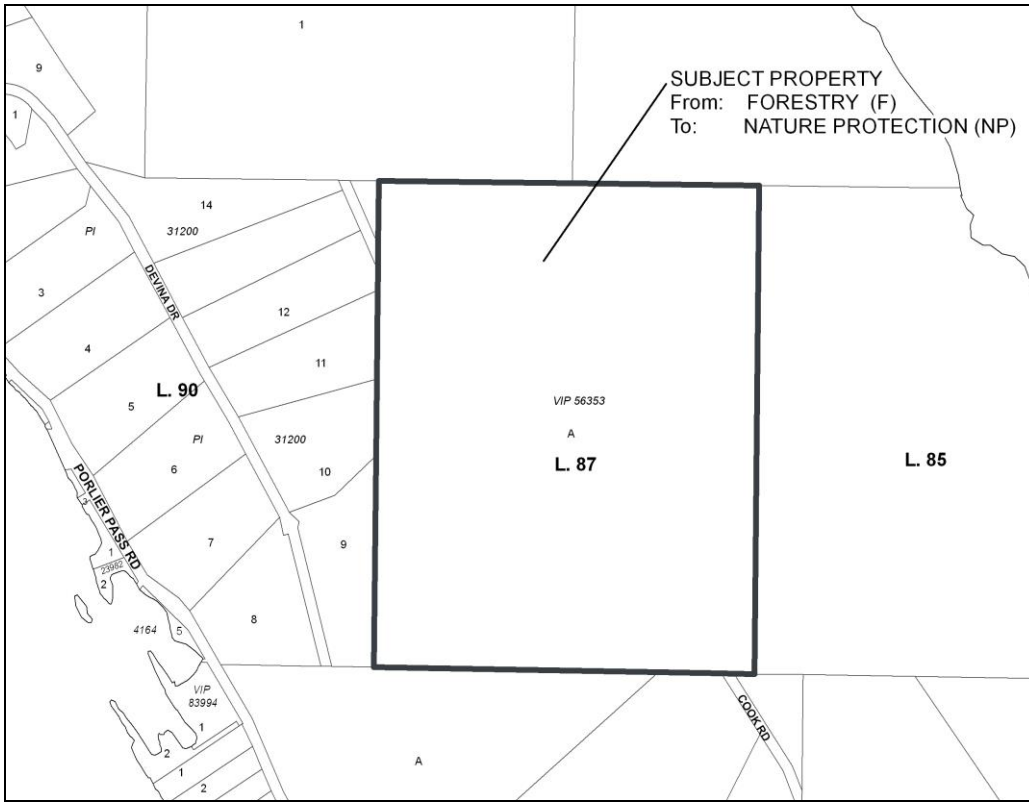 1
9
SUBJECT PROPERTY
From: FORESTRY (F)
To: NATURE PROTECTION (NP)
1
14
Pl
31200
3
DEVINA DR
12
4
11
L. 90
5
VIP 56353
A
Pl
31200
L. 87
L. 85
6
10
PORLIER PASS RD
3
7
9
1
23982
2
8
4164
5
VIP
83994
1
COOK RD
2
A
1
2